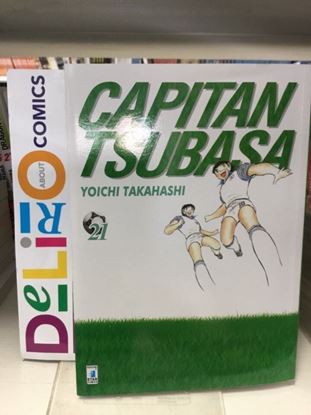 CAPITAN
TSUBASA
YOICHI TAKAHASHI
21
DeLIRIO
ABOUT
COMICS